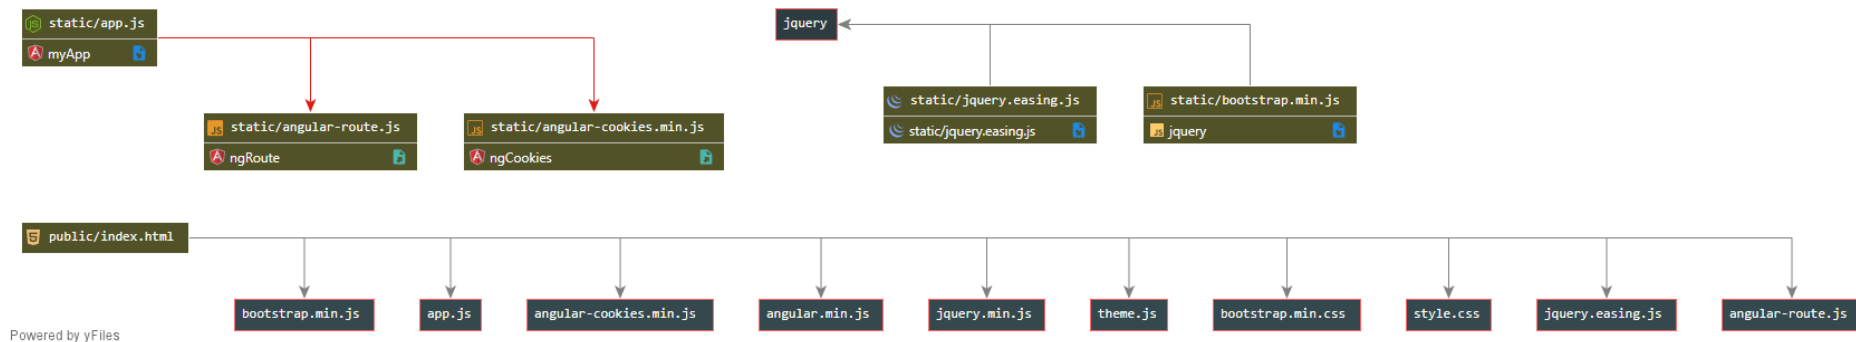 static/app.js
myApp
jquery
static/jquery.easing.js
static/jquery.easing.js
static/bootstrap.min.js
jquery
static/angular-route.js
ngRoute
static/angular-cookies.min.js
ngCookies
public/index.html
bootstrap.min.js
app.js
angular-cookies.min.js
angular.min.js
jquery.min.js
theme.js
bootstrap.min.css
style.css
jquery.easing.js
angular-route.js
Powered by yFiles